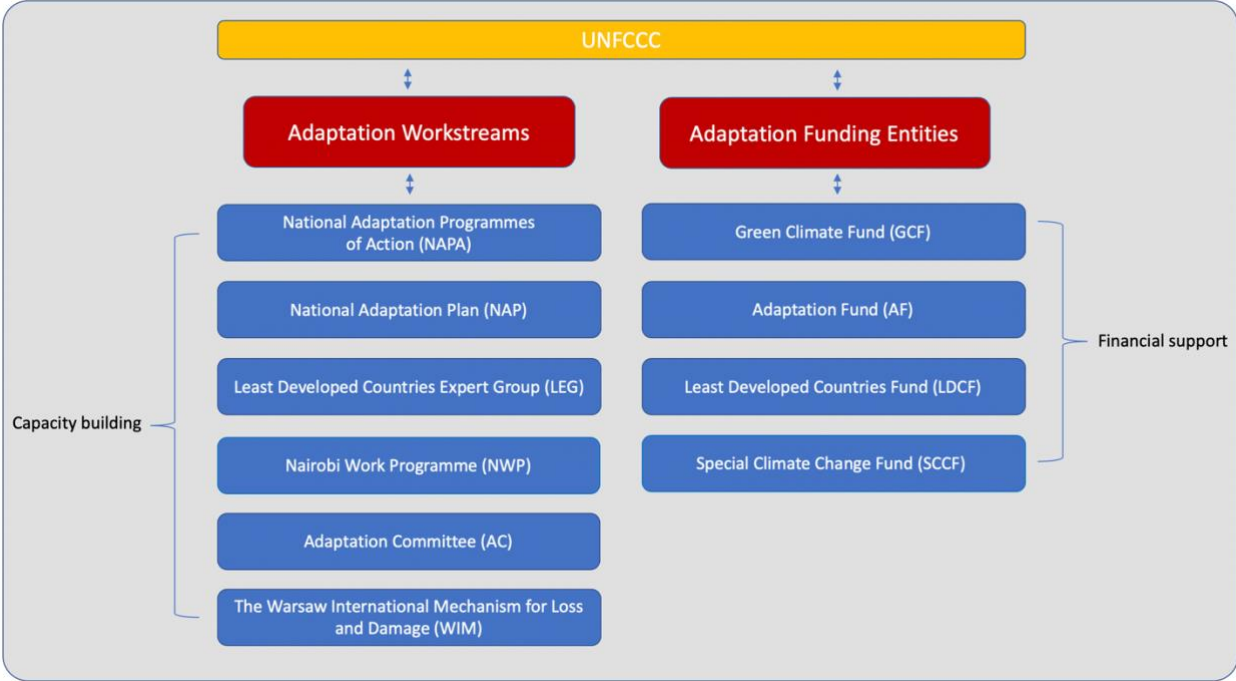 UNFCCC
Adaptation Workstreams
Adaptation Funding Entities
National Adaptation Programmes
of Action (NAPA)
National Adaptation Plan (NAP)
Least Developed Countries Expert Group (LEG)
Nairobi Work Programme (NWP)
Adaptation Committee (AC)
The Warsaw International Mechanism for Loss
and Damage (WIM)
Capacity building
Green Climate Fund (GCF)
Adaptation Fund (AF)
Least Developed Countries Fund (LDCF)
Special Climate Change Fund (SCCF)
Financial support